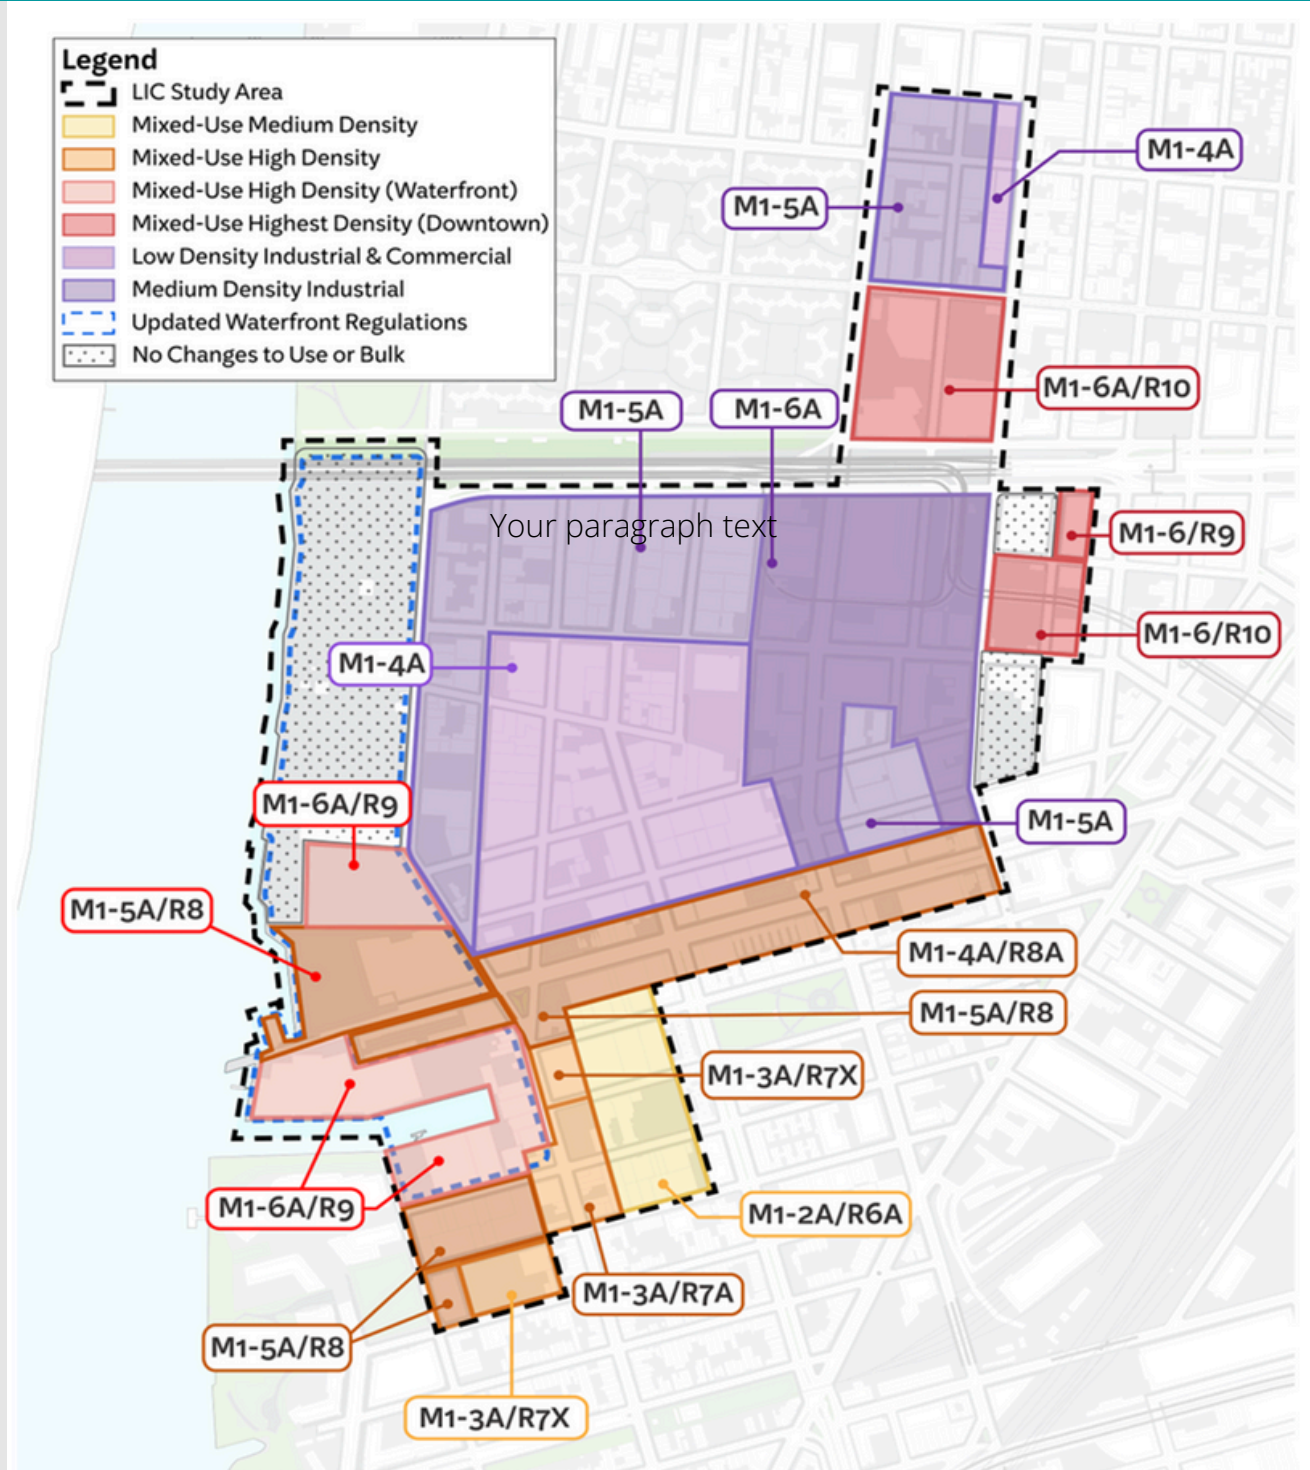 Legend
LIC Study Area
Mixed-Use Medium Density
Mixed-Use High Density
Mixed-Use High Density (Waterfront)
Mixed-Use Highest Density (Downtown)
Low Density Industrial & Commercial
Medium Density Industrial
Updated Waterfront Regulations
No Changes to Use or Bulk
M1-4A
M1-5A
M1-6A/R10
M1-5A
M1-6A
Your paragraph text
M1-6/R9
M1-6/R10
M1-4A
M1-6A/R9
M1-5A
M1-5A/R8
M1-4A/R8A
M1-5A/R8
M1-3A/R7X
M1-6A/R9
M1-2A/R6A
M1-3A/R7A
M1-5A/R8
M1-3A/R7X